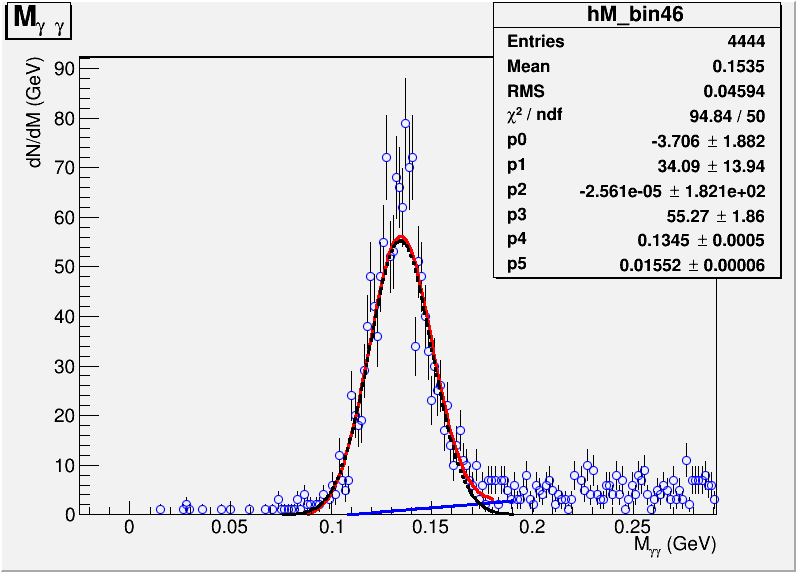 Mγ γ
hM_bin46
Entries 4444
Mean 0.1535
RMS 0.04594
χ² / ndf 94.84 / 50
p0 -3.706 ± 1.882
p1 34.09 ± 13.94
p2 -2.561e-05 ± 1.821e+02
p3 55.27 ± 1.86
p4 0.1345 ± 0.0005
p5 0.01552 ± 0.00006
dN/dM (GeV)
90
80
70
60
50
40
30
20
10
0
0 0.05 0.1 0.15 0.2 0.25
Mγγ (GeV)